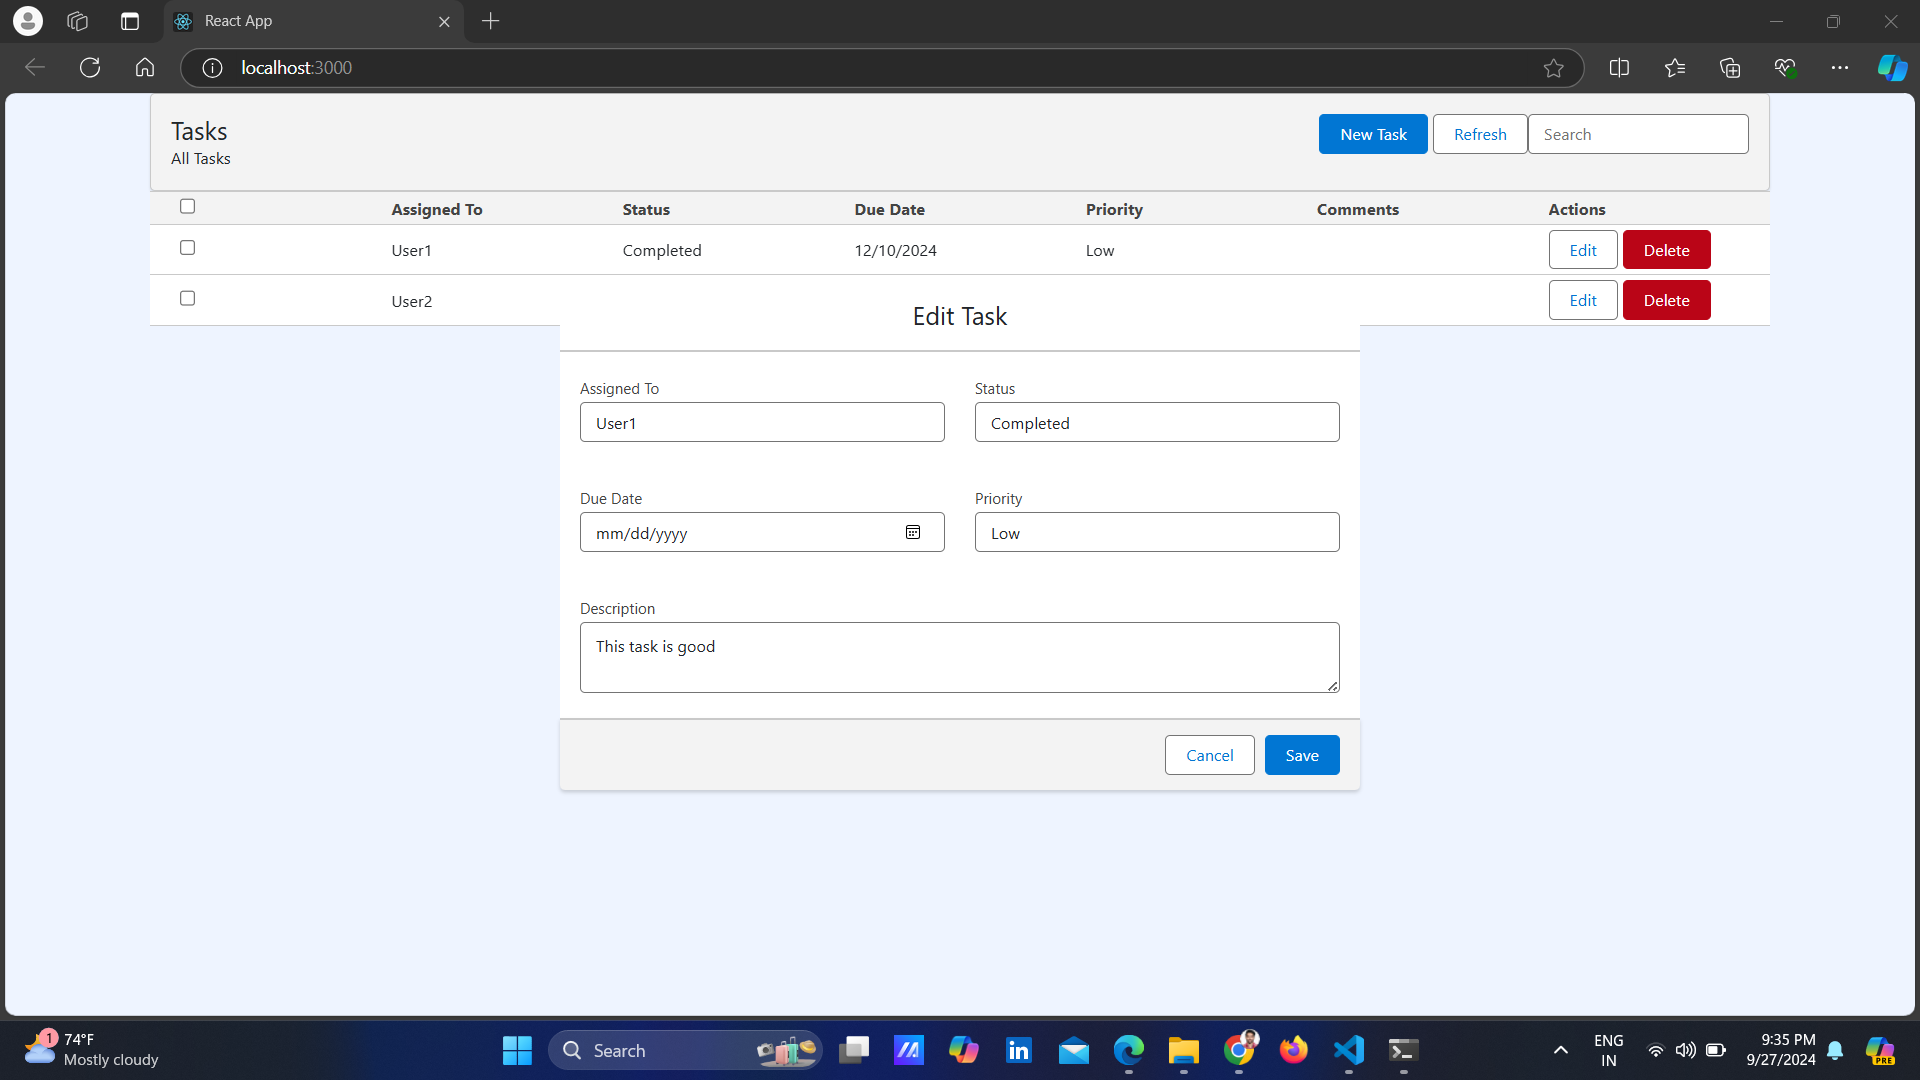 React App
localhost:3000
Tasks
All Tasks
New Task Refresh Search
Assigned To Status Due Date Priority Comments Actions
User1 Completed 12/10/2024 Low Edit Delete
User2 Edit Delete
Edit Task
Assigned To Status
User1 Completed
Due Date Priority
mm/dd/yyyy Low
Description
This task is good
Cancel Save
1 74°F
Mostly cloudy
Search
PRE
ENG
IN
9:35 PM
9/27/2024